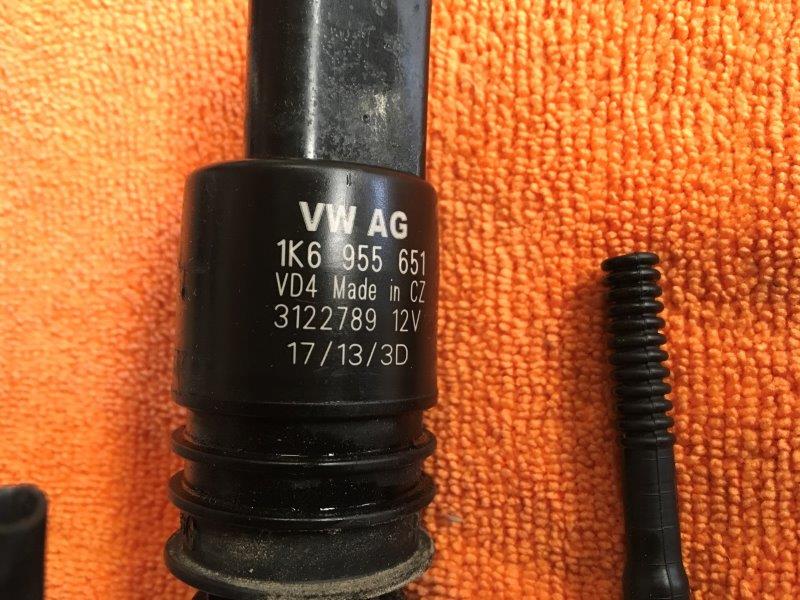 VW AG
1K6 955 651
VD4 Made in CZ
3122789 12V
17/13/3D